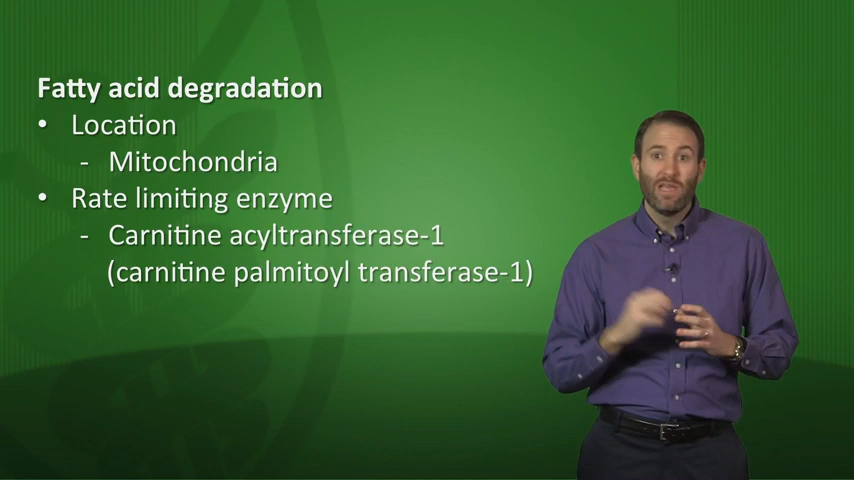 Fatty acid degradation
• Location
- Mitochondria
• Rate limiting enzyme
- Carnitine acyltransferase-1
(carnitine palmitoyl transferase-1)